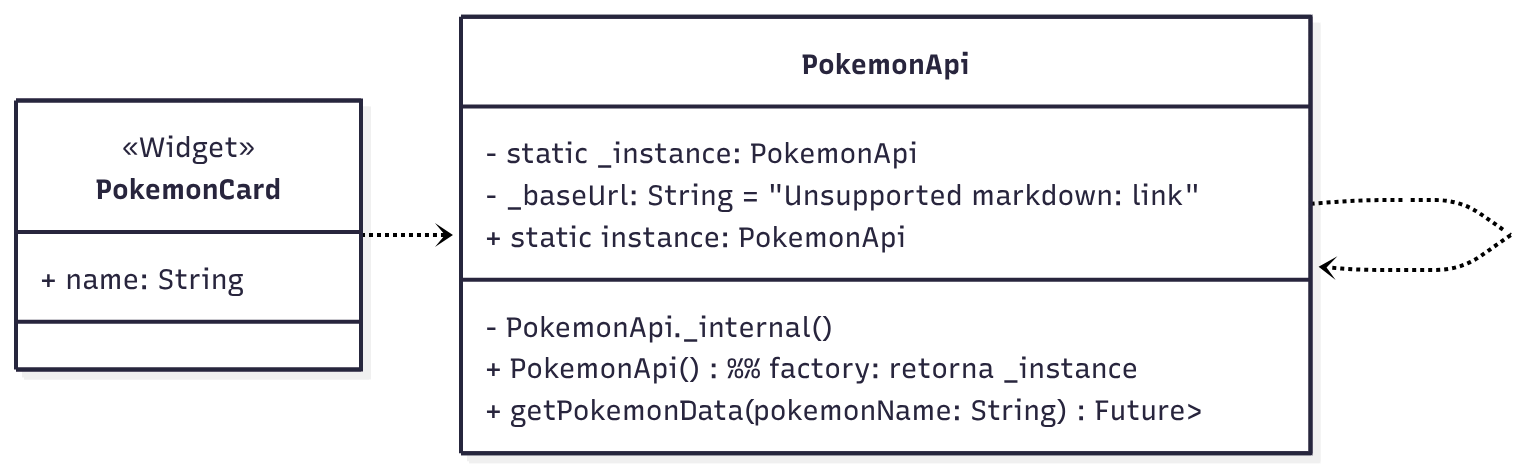 «Widget»
PokemonCard
+ name: String
PokemonApi
- static _instance: PokemonApi
- _baseUrl: String = "Unsupported markdown: link"
+ static instance: PokemonApi
- PokemonApi._internal()
+ PokemonApi() : %% factory: retorna _instance
+ getPokemonData(pokemonName: String) : Future>